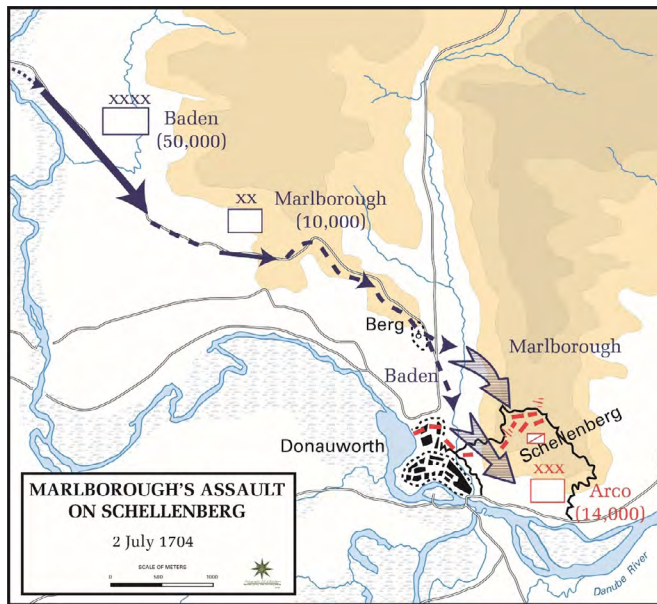 XXXX
Baden
(50,000)
XX
Marlborough
(10,000)
Berg
Marlborough
Baden
Donauworth
Schellenberg
XXX
Arco
(14,000)
MARLBOROUGH'S ASSAULT
ON SCHELLENBERG
2 July 1704
SCALE OF METERS
0 500 1000
Danube River